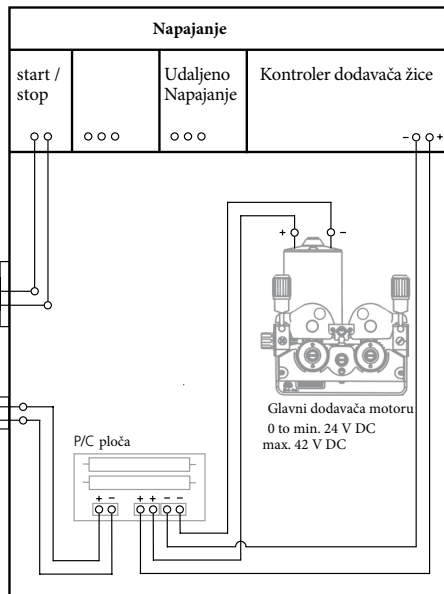 Napajanje
start /
stop
Udaljeno
Napajanje
Kontroler dodavača žice
- +
+ -
Glavni dodavača motoru
0 to min. 24 V DC
max. 42 V DC
P/C ploča
+ - + + - -